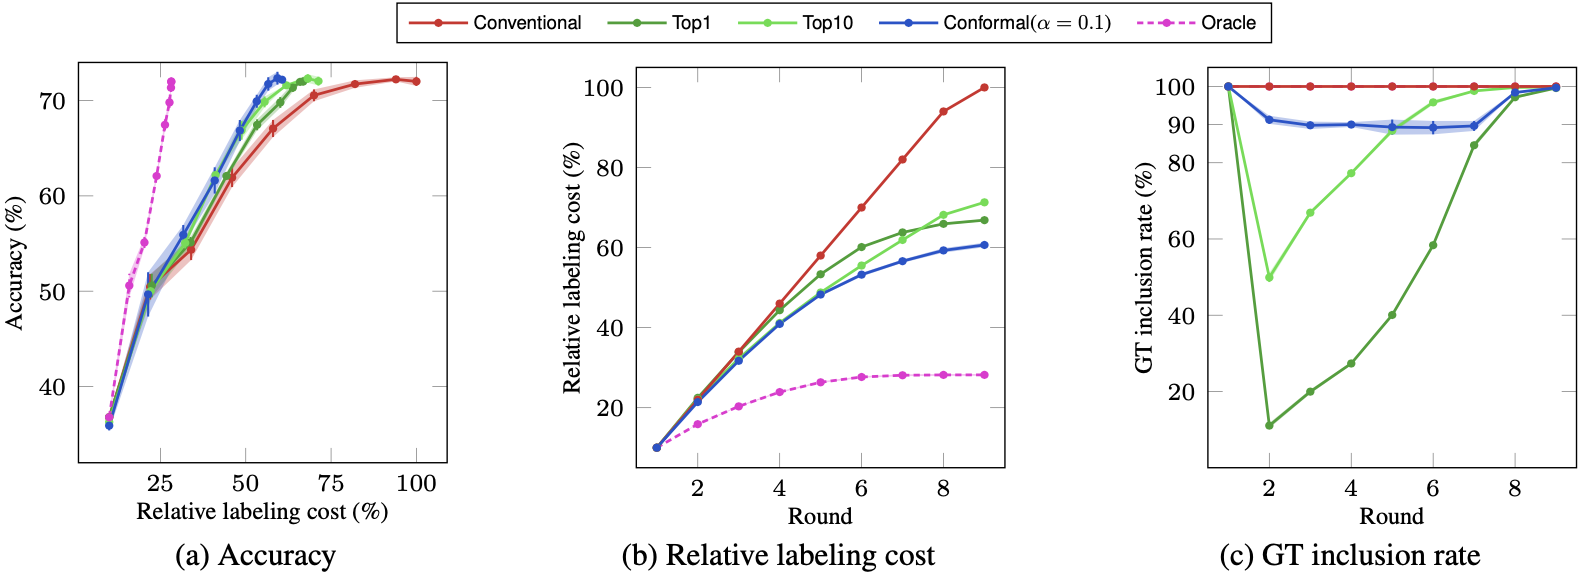 Conventional Top1 Top10 Conformal(α = 0.1) Oracle
Accuracy (%)
70
60
50
40
25 50 75 100
Relative labeling cost (%)
(a) Accuracy
Relative labeling cost (%)
100
80
60
40
20
2 4 6 8
Round
(b) Relative labeling cost
GT inclusion rate (%)
100
90
80
60
40
20
2 4 6 8
Round
(c) GT inclusion rate